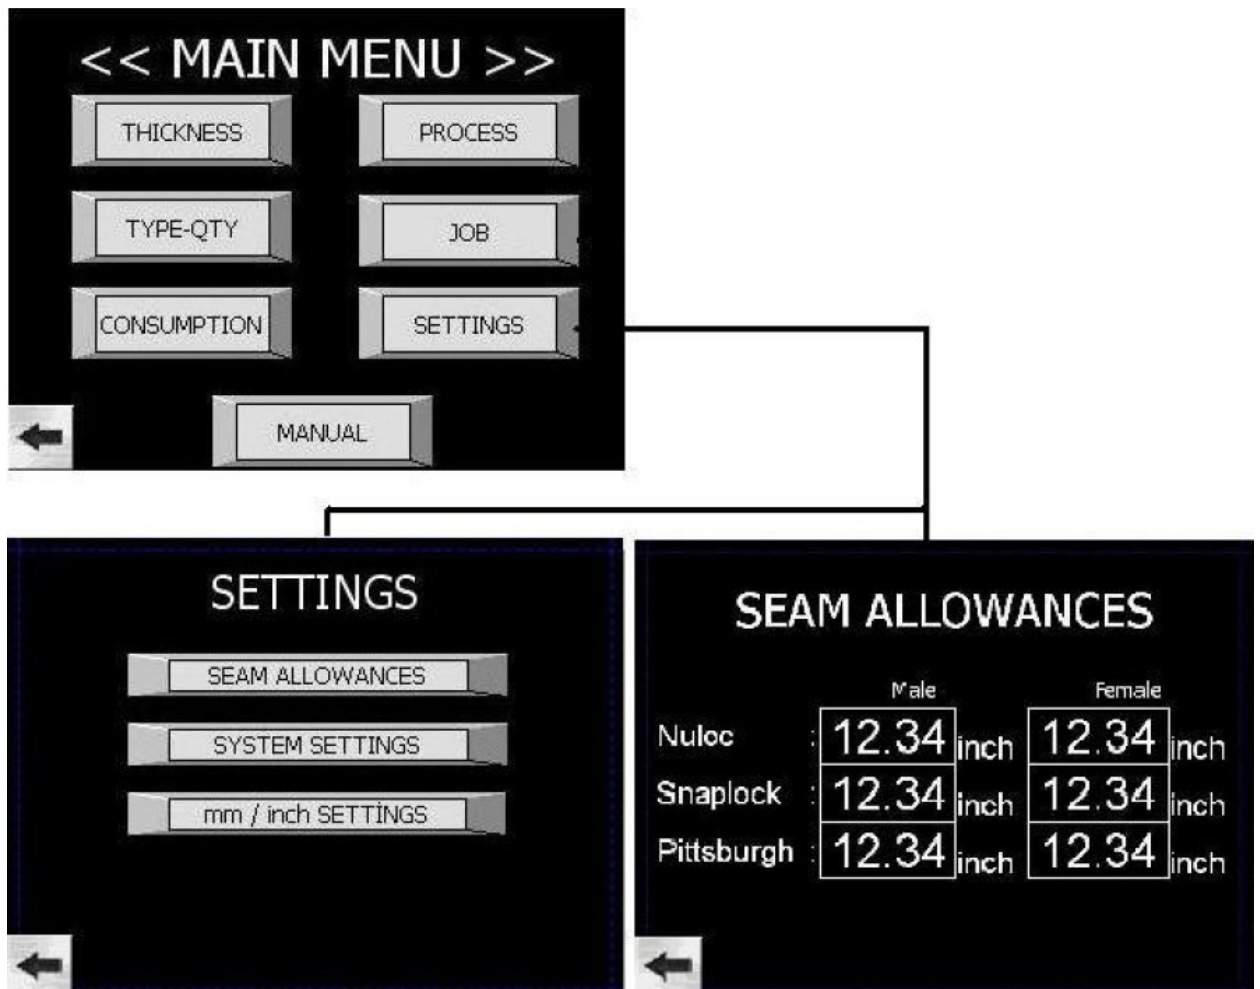 << MAIN MENU >>
THICKNESS PROCESS
TYPE-QTY JOB
CONSUMPTION SETTINGS
MANUAL
SETTINGS
SEAM ALLOWANCES
SYSTEM SETTINGS
mm / inch SETTİNGS
SEAM ALLOWANCES
Male Female
Nuloc : 12.34 inch 12.34 inch
Snaplock : 12.34 inch 12.34 inch
Pittsburgh : 12.34 inch 12.34 inch